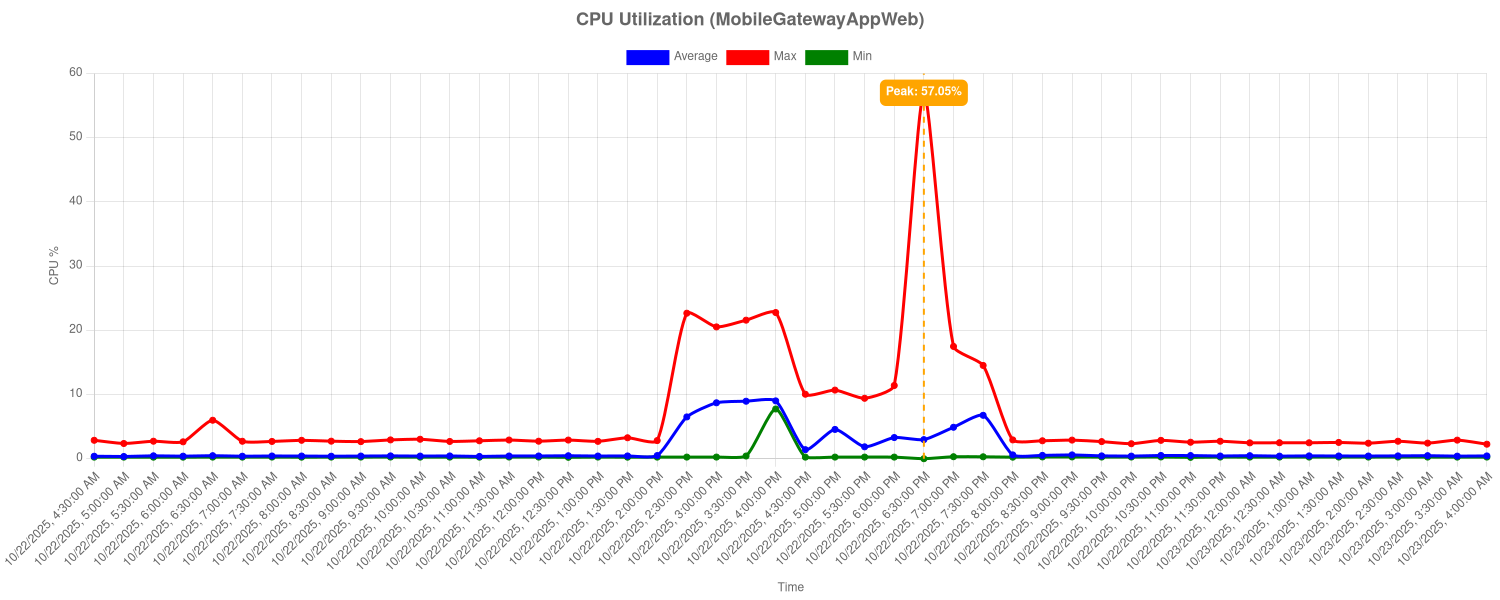 CPU Utilization (MobileGatewayAppWeb)
Average Max Min
Peak: 57.05%
60
50
40
30
20
10
0
CPU %
10/22/2025, 4:30:00 AM
10/22/2025, 5:00:00 AM
10/22/2025, 5:30:00 AM
10/22/2025, 6:00:00 AM
10/22/2025, 6:30:00 AM
10/22/2025, 7:00:00 AM
10/22/2025, 7:30:00 AM
10/22/2025, 8:00:00 AM
10/22/2025, 8:30:00 AM
10/22/2025, 9:00:00 AM
10/22/2025, 9:30:00 AM
10/22/2025, 10:00:00 AM
10/22/2025, 10:30:00 AM
10/22/2025, 11:00:00 AM
10/22/2025, 11:30:00 AM
10/22/2025, 12:00:00 PM
10/22/2025, 12:30:00 PM
10/22/2025, 1:00:00 PM
10/22/2025, 1:30:00 PM
10/22/2025, 2:00:00 PM
10/22/2025, 2:30:00 PM
10/22/2025, 3:00:00 PM
10/22/2025, 3:30:00 PM
10/22/2025, 4:00:00 PM
10/22/2025, 4:30:00 PM
10/22/2025, 5:00:00 PM
10/22/2025, 5:30:00 PM
10/22/2025, 6:00:00 PM
10/22/2025, 6:30:00 PM
10/22/2025, 7:00:00 PM
10/22/2025, 7:30:00 PM
10/22/2025, 8:00:00 PM
10/22/2025, 8:30:00 PM
10/22/2025, 9:00:00 PM
10/22/2025, 9:30:00 PM
10/22/2025, 10:00:00 PM
10/22/2025, 10:30:00 PM
10/22/2025, 11:00:00 PM
10/22/2025, 11:30:00 PM
10/23/2025, 12:00:00 AM
10/23/2025, 12:30:00 AM
10/23/2025, 1:00:00 AM
10/23/2025, 1:30:00 AM
10/23/2025, 2:00:00 AM
10/23/2025, 2:30:00 AM
10/23/2025, 3:00:00 AM
10/23/2025, 3:30:00 AM
10/23/2025, 4:00:00 AM
Time